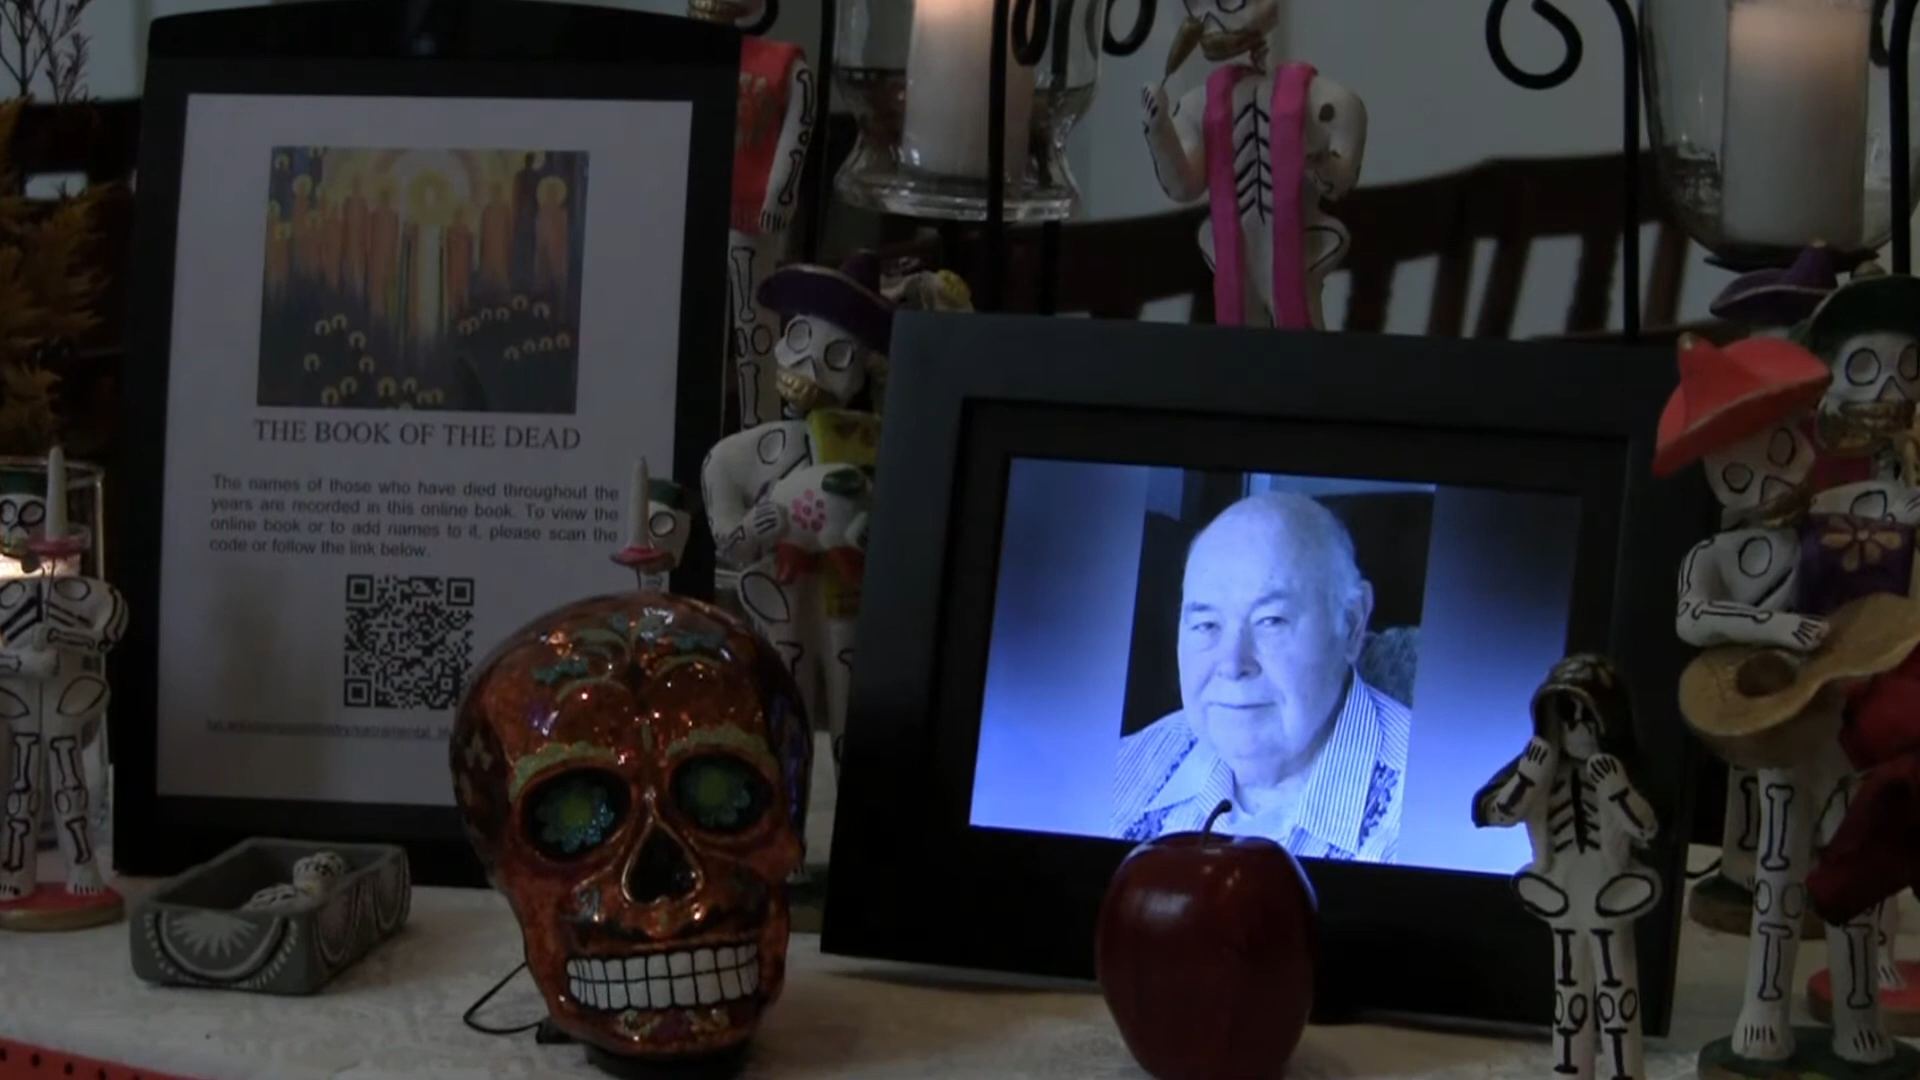 THE BOOK OF THE DEAD
The names of those who have died throughout the
years are recorded in this online book. To view the
online book or to add names to it, please scan the
code or follow the link below.